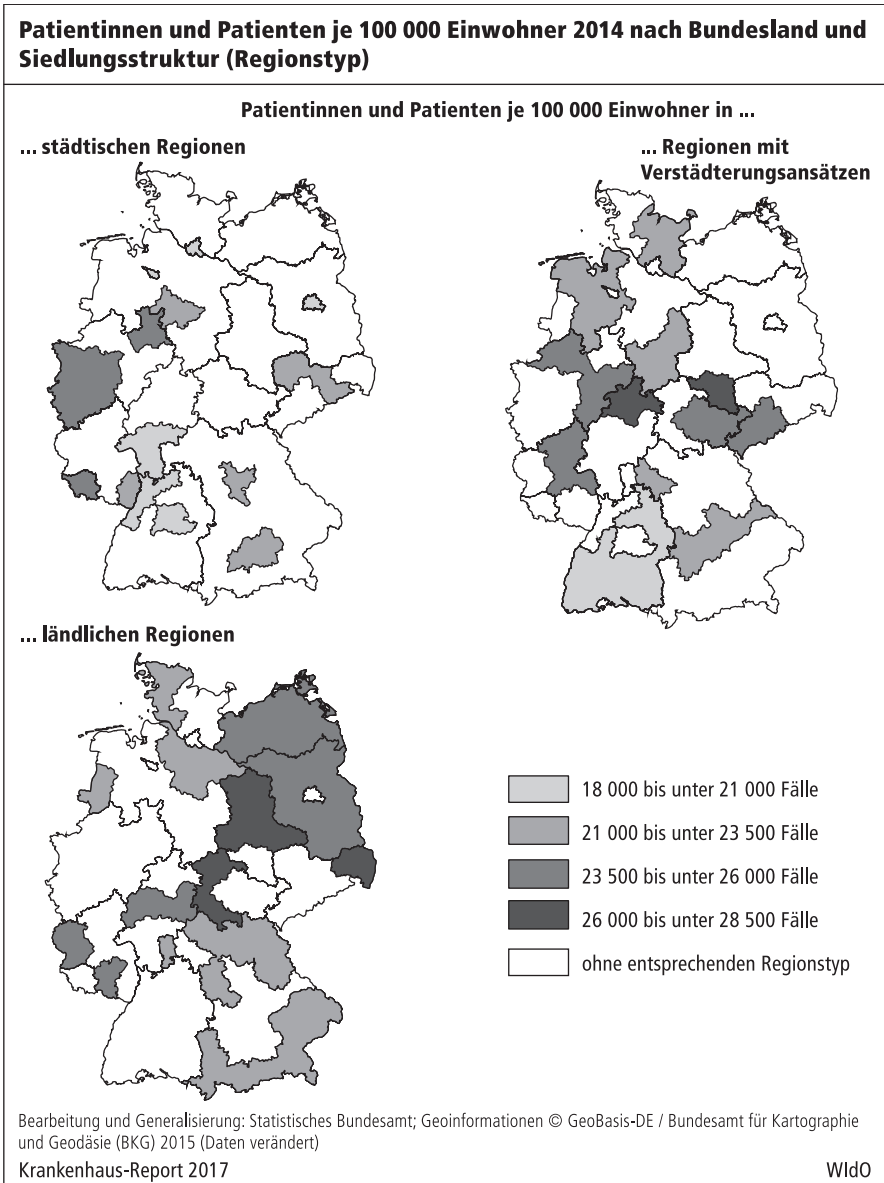 Patientinnen und Patienten je 100 000 Einwohner 2014 nach Bundesland und
Siedlungsstruktur (Regionstyp)
Patientinnen und Patienten je 100 000 Einwohner in ...
... städtischen Regionen
... Regionen mit
Verstädterungsansätzen
... ländlichen Regionen
18 000 bis unter 21 000 Fälle
21 000 bis unter 23 500 Fälle
23 500 bis unter 26 000 Fälle
26 000 bis unter 28 500 Fälle
ohne entsprechenden Regionstyp
Bearbeitung und Generalisierung: Statistisches Bundesamt; Geoinformationen © GeoBasis-DE / Bundesamt für Kartographie
und Geodäsie (BKG) 2015 (Daten verändert)
Krankenhaus-Report 2017
WIdO